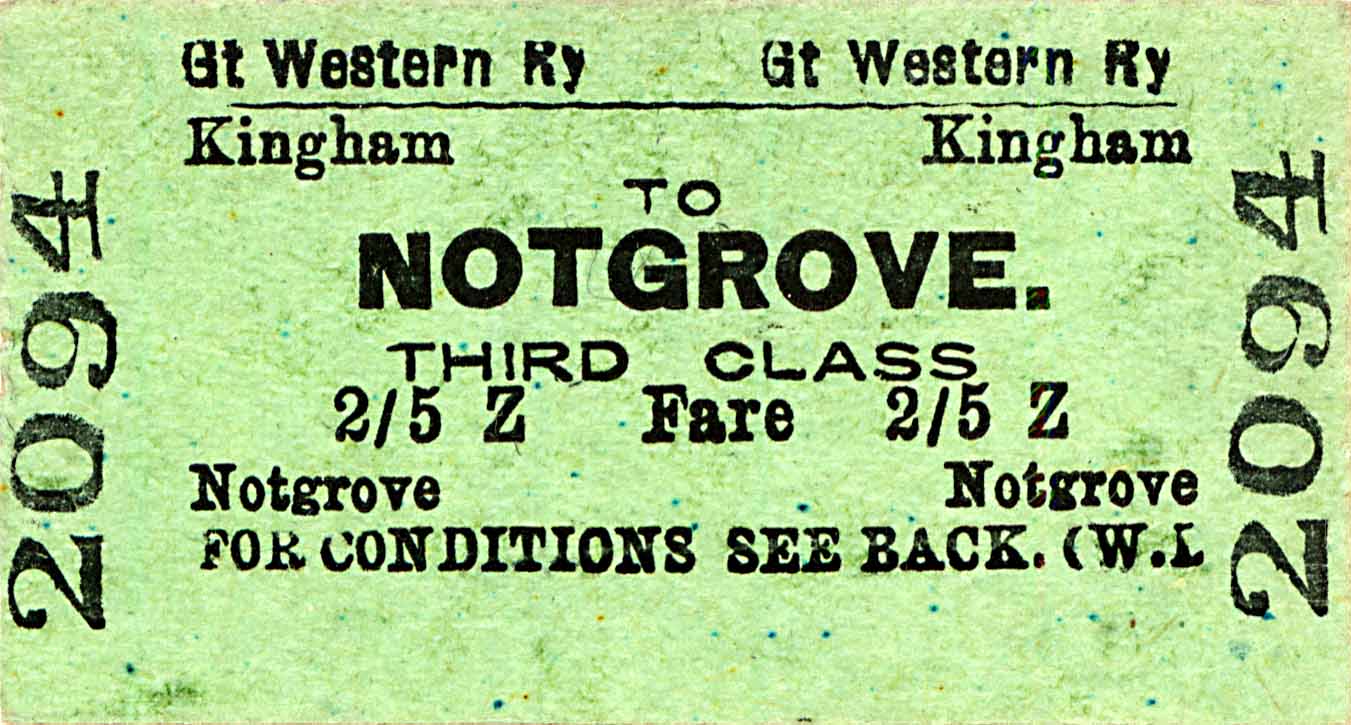 Gt Western Ry Gt Western Ry
Kingham Kingham
TO
NOTGROVE.
THIRD CLASS
2/5 Z Fare 2/5 Z
Notgrove Notgrove
FOR CONDITIONS SEE BACK. (W.L
2094
2094